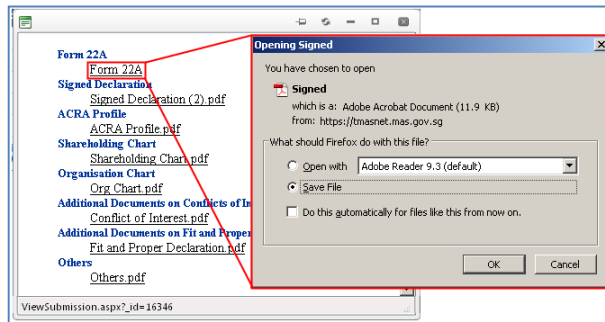 Form 22A
Form 22A
Signed Declaration
Signed Declaration (2).pdf
ACRA Profile
ACRA Profile.pdf
Shareholding Chart
Shareholding Chart.pdf
Organisation Chart
Org Chart.pdf
Additional Documents on Conflicts of In
Conflict of Interest.pdf
Additional Documents on Fit and Proper
Fit and Proper Declaration.pdf
Others
Others.pdf
ViewSubmission.aspx?_id=16346
Opening Signed
You have chosen to open
Signed
which is a: Adobe Acrobat Document (11.9 KB)
from: https://tmasnet.mas.gov.sg
What should Firefox do with this file?
Open with Adobe Reader 9.3 (default)
Save File
Do this automatically for files like this from now on.
OK Cancel